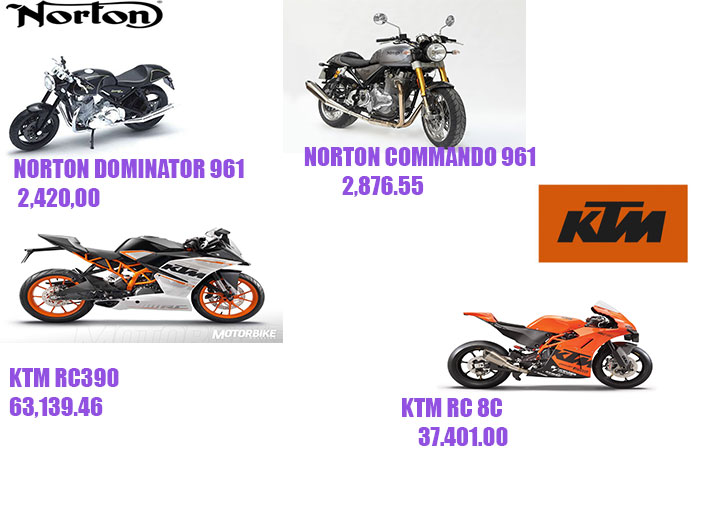 Norton
NORTON DOMINATOR 961
2,420,00
NORTON COMMANDO 961
2,876.55
KTM
KTM
MOTORBIKE
KTM RC390
63,139.46
KTM
KTM RC 8C
37.401.00